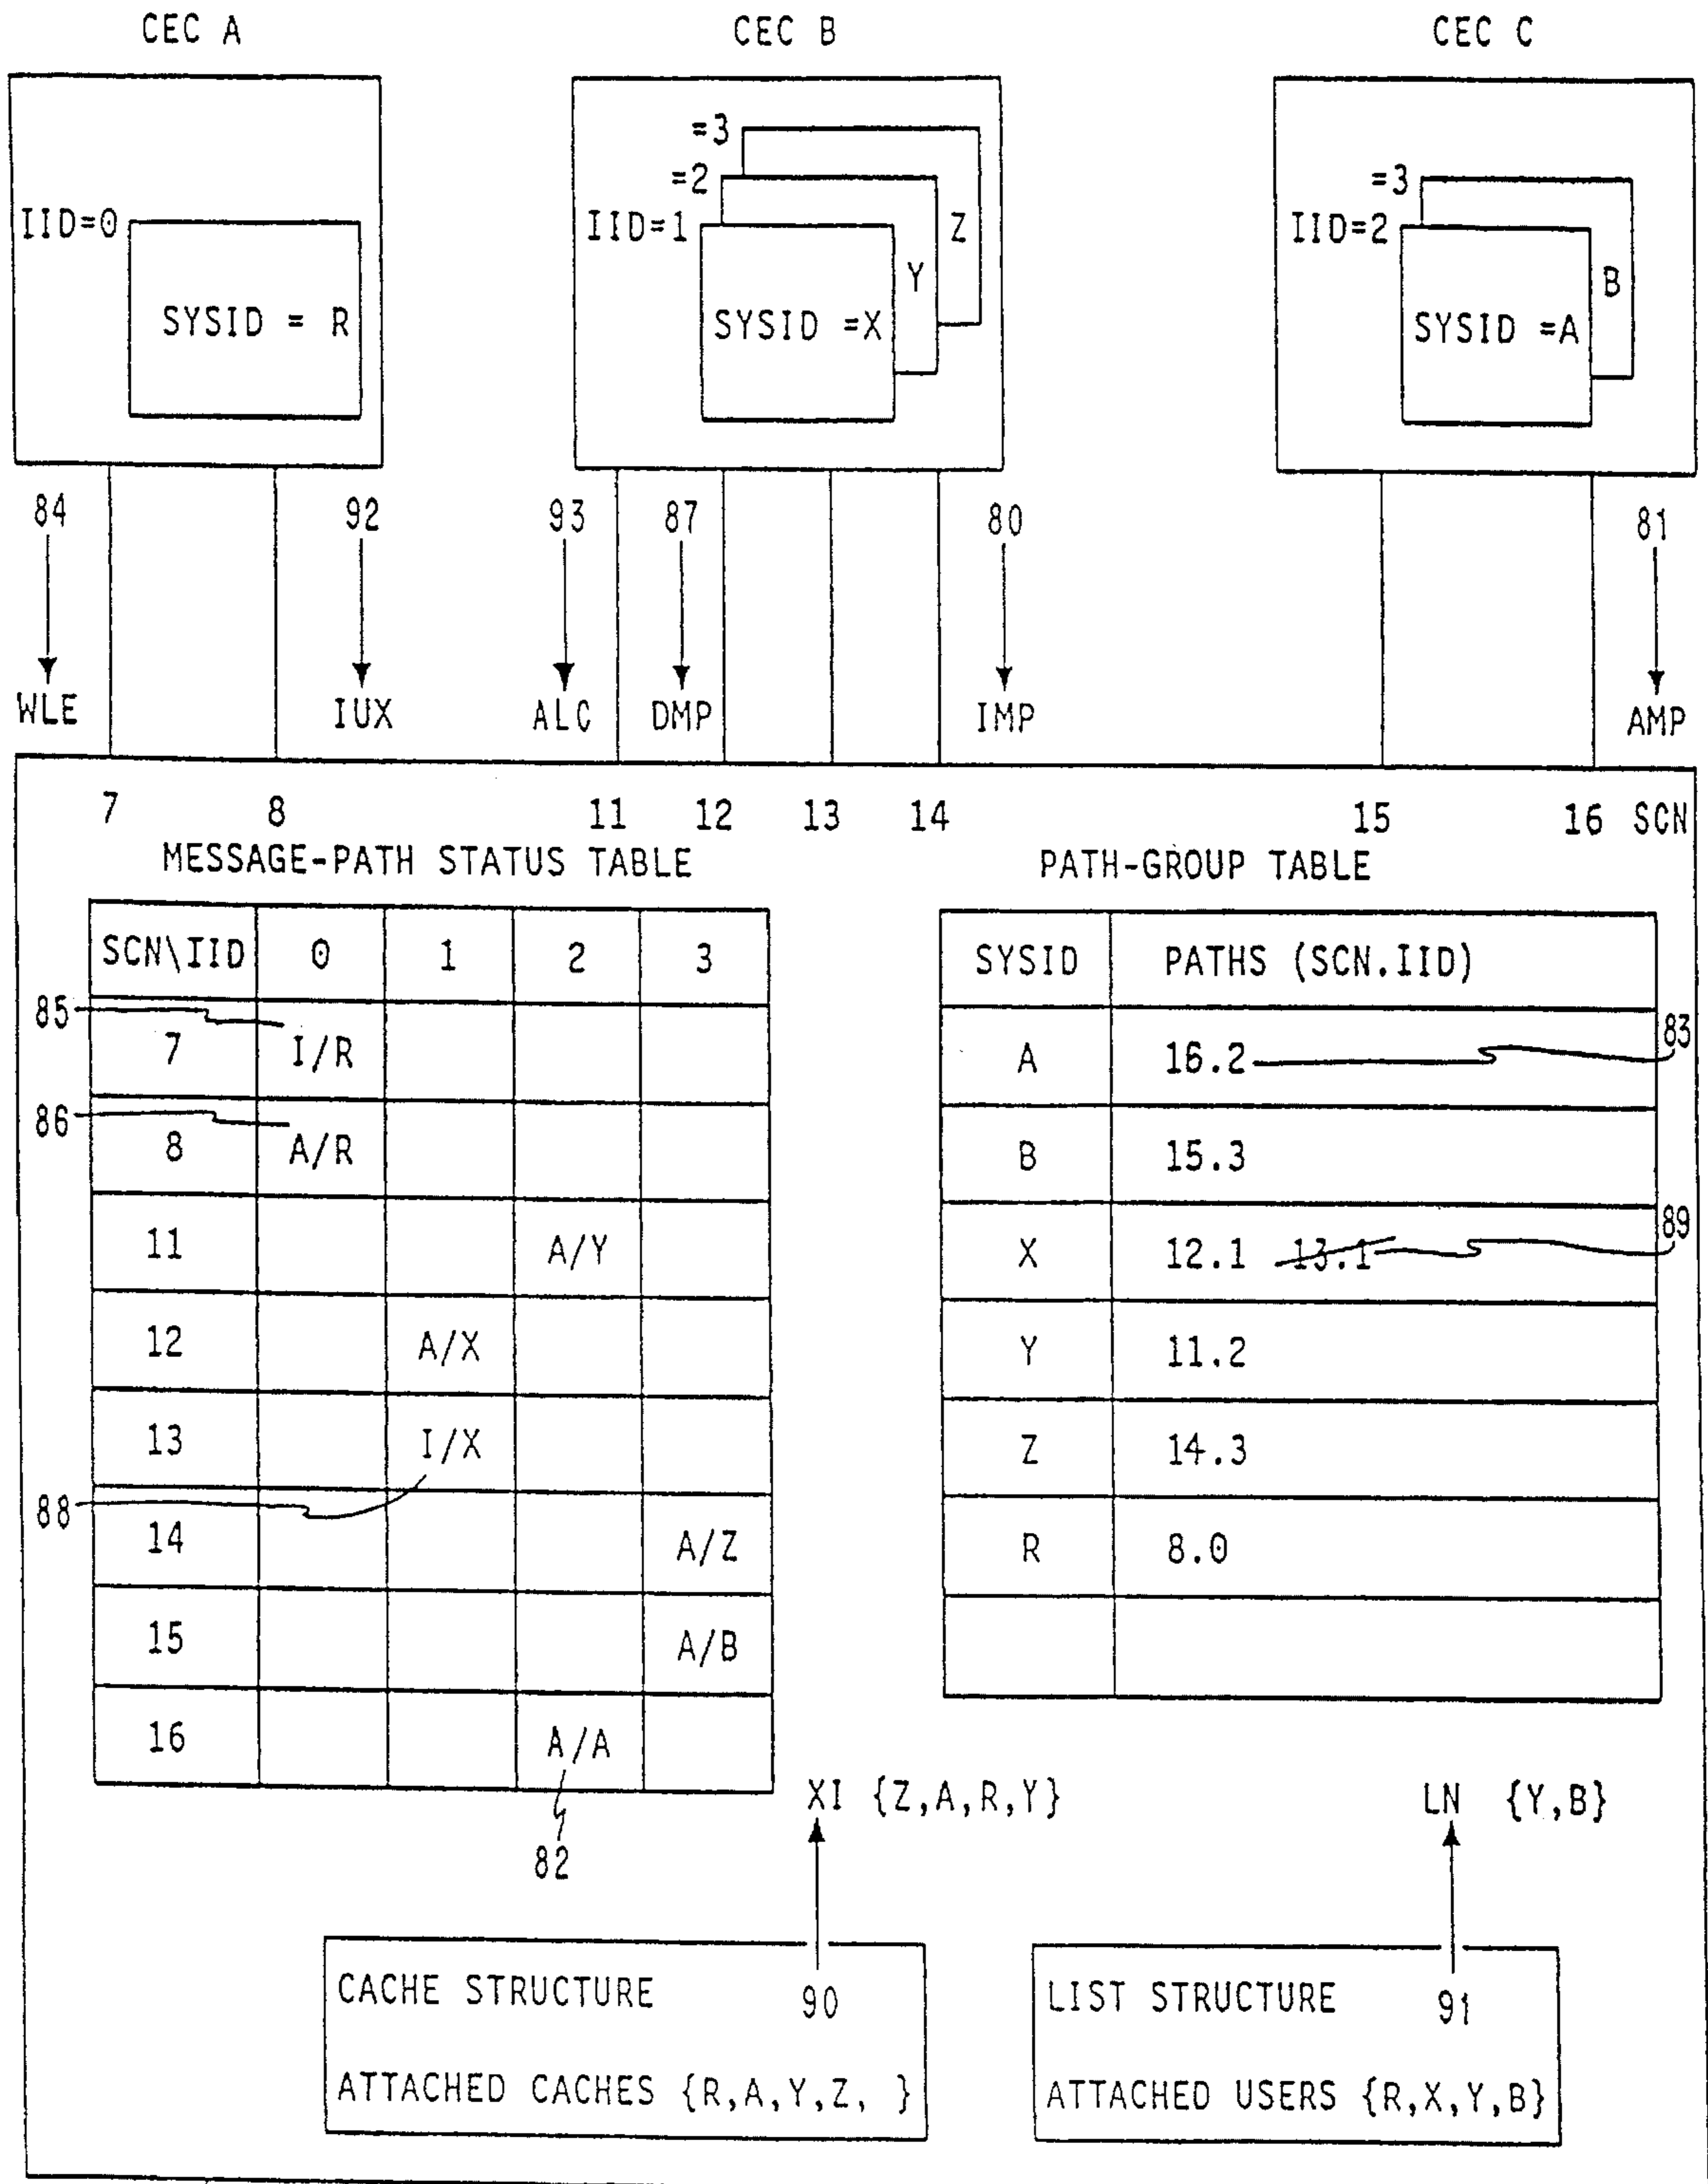 CEC A
CEC B
CEC C
IID=0
SYSID = R
=3
=2
IID=1
Z
Y
SYSID =X
=3
IID=2
B
SYSID =A
84
92
93
87
80
81
WLE
IUX
ALC
DMP
IMP
AMP
7 8 11 12 13 14 15 16 SCN
MESSAGE-PATH STATUS TABLE
SCN\IID 0 1 2 3
85
7 I/R
86
8 A/R
11 A/Y
12 A/X
13 I/X
88
14 A/Z
15 A/B
16 A/A
82
PATH-GROUP TABLE
SYSID PATHS (SCN.IID)
A 16.2
83
B 15.3
X 12.1 13.1
89
Y 11.2
Z 14.3
R 8.0
XI {Z,A,R,Y}
LN {Y,B}
CACHE STRUCTURE 90
ATTACHED CACHES {R,A,Y,Z, }
LIST STRUCTURE 91
ATTACHED USERS {R,X,Y,B}